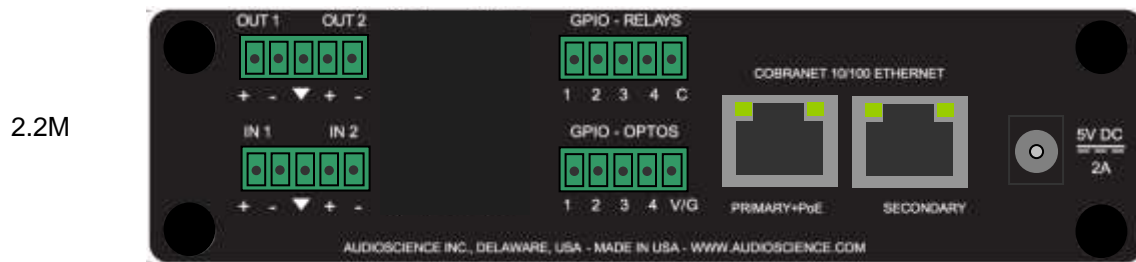 2.2M
OUT 1 OUT 2
GPIO - RELAYS
+ - ▼ + -
1 2 3 4 C
COBRANET 10/100 ETHERNET
IN 1 IN 2
GPIO - OPTOS
5V DC
2A
+ - ▼ + -
1 2 3 4 V/G
PRIMARY+PoE
SECONDARY
AUDIOSCIENCE INC., DELAWARE, USA - MADE IN USA - WWW.AUDIOSCIENCE.COM